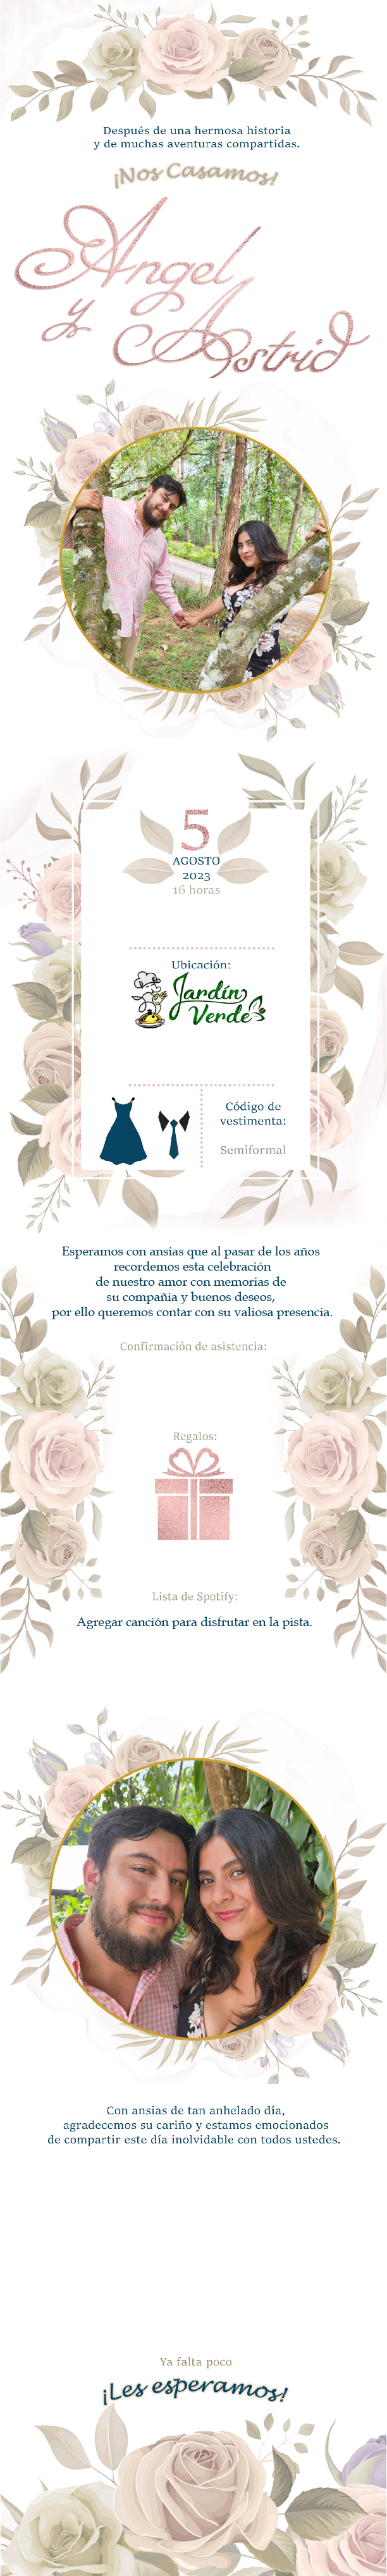 Después de una hermosa historia
y de muchas aventuras compartidas.
¡Nos Casamos!
Angel
y Astrid
5
AGOSTO
2023
16 horas
Ubicación:
Jardín
Verde
Código de
vestimenta:
Semiformal
Esperamos con ansias que al pasar de los años
recordemos esta celebración
de nuestro amor con memorias de
su compañia y buenos deseos,
por ello queremos contar con su valiosa presencia.
Confirmación de asistencia:
Regalos:
Lista de Spotify:
Agregar canción para disfrutar en la pista.
Con ansias de tan anhelado día,
agradecemos su cariño y estamos emocionados
de compartir este día inolvidable con todos ustedes.
Ya falta poco
¡Les esperamos!